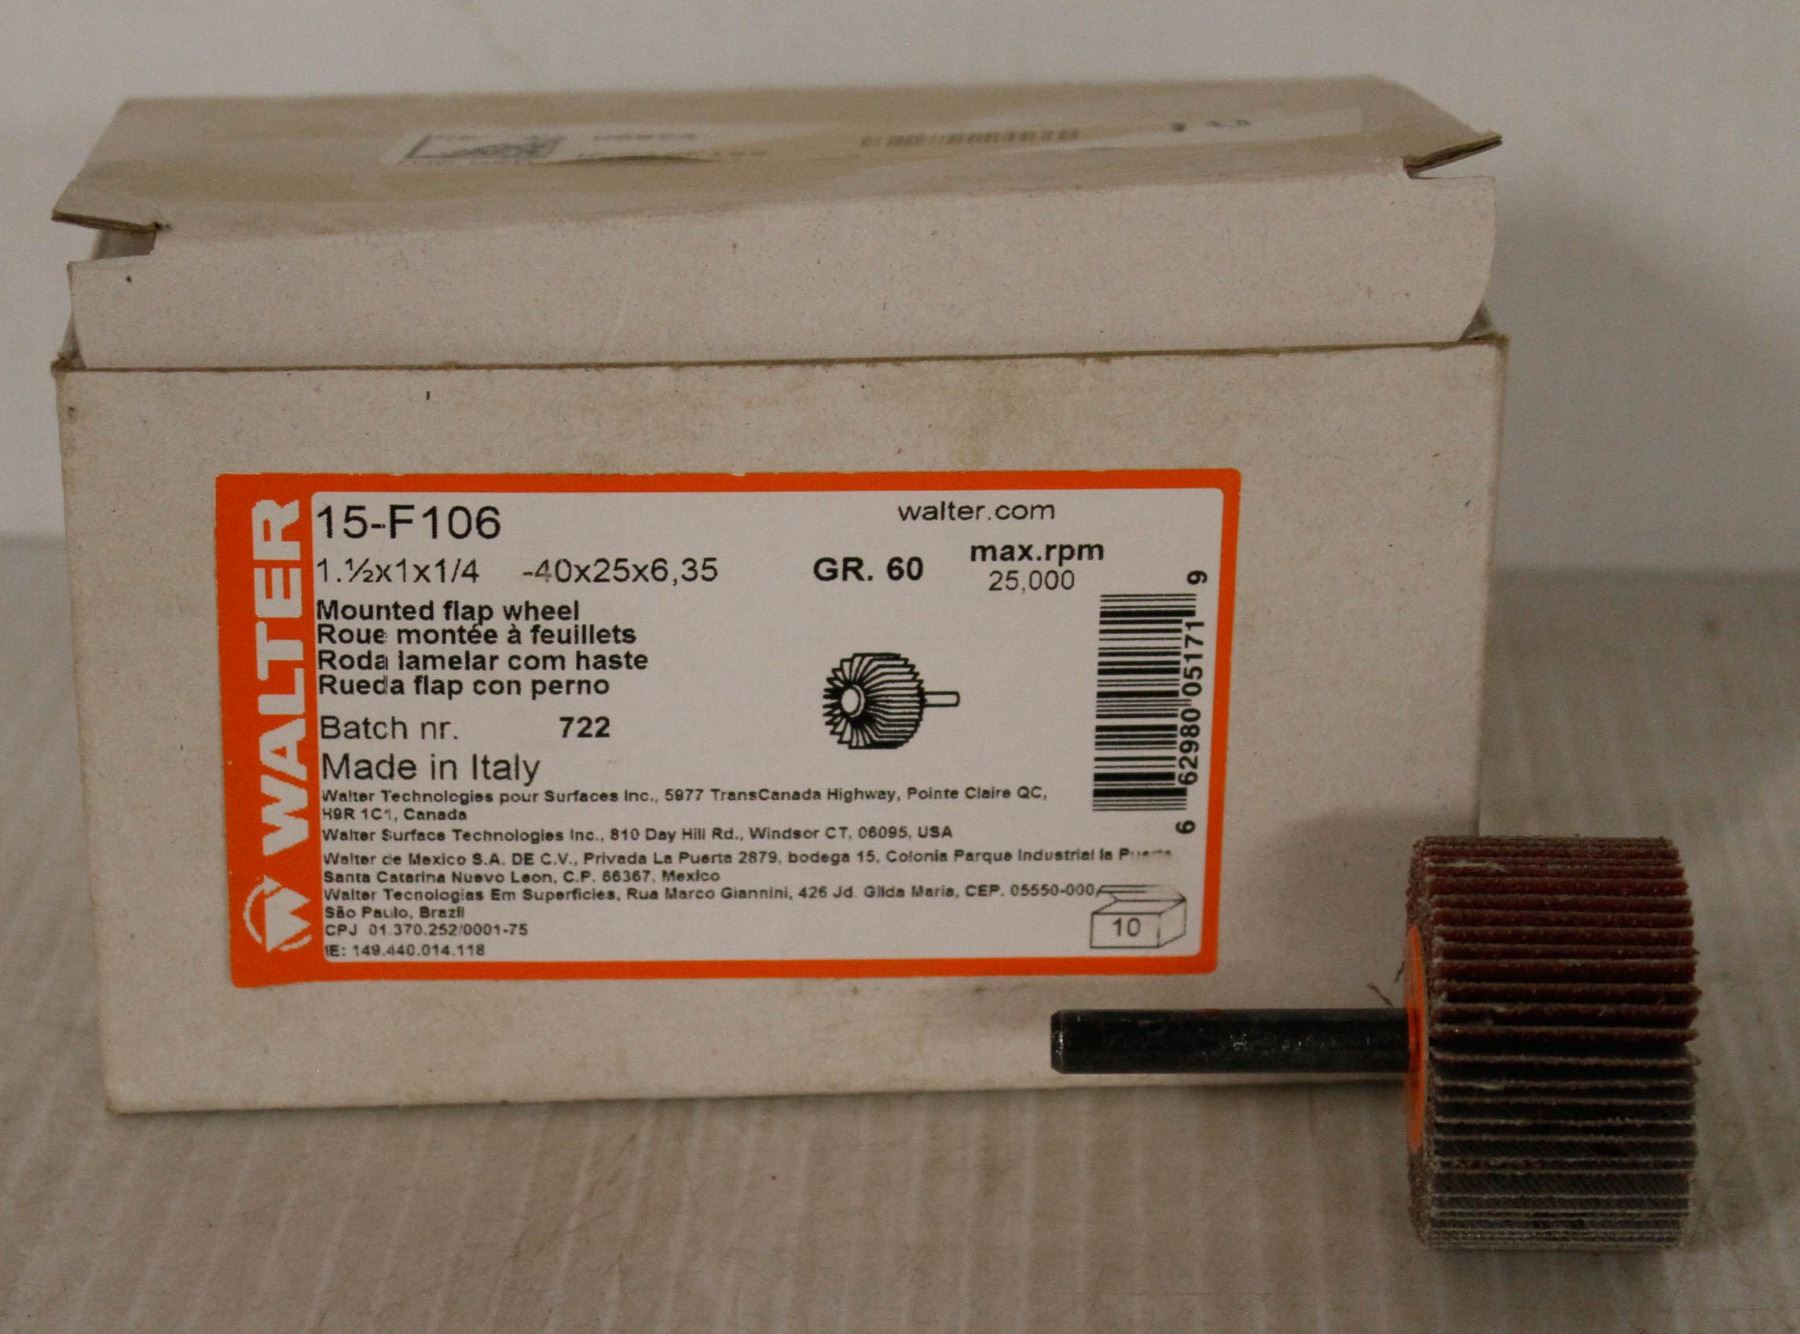 WALTER
15-F106
walter.com
1.½x1x1/4 -40x25x6,35 GR. 60 max.rpm
25,000
Mounted flap wheel
Roue montée à feuillets
Roda lamelar com haste
Rueda flap con perno
Batch nr. 722
Made in Italy
Walter Technologies pour Surfaces Inc., 5977 TransCanada Highway, Pointe Claire QC,
H9R 1C1, Canada
Walter Surface Technologies Inc., 810 Day Hill Rd., Windsor CT, 06095, USA
Walter de Mexico S.A. DE C.V., Privada La Puerta 2879, bodega 15, Colonia Parque Industrial la Puerta
Santa Catarina Nuevo Leon, C.P. 66367, Mexico
Walter Tecnologias Em Superficies, Rua Marco Giannini, 426 Jd. Gilda Maria, CEP. 05550-000
São Paulo, Brazil
CPJ 01.370.252/0001-75
IE: 149.440.014.118
10
6 62980 05171 9